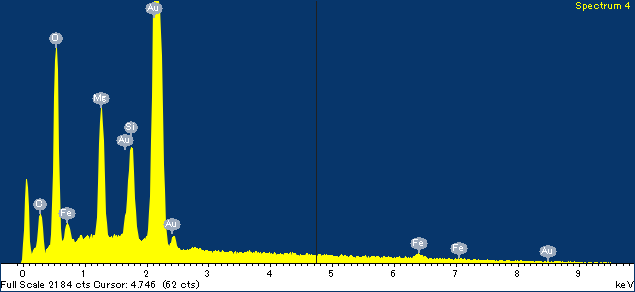 Spectrum 4
Au
O
Mg
Si
Au
C
Fe
Au
Fe
Fe
Au
0 1 2 3 4 5 6 7 8 9
Full Scale 2184 cts Cursor: 4.746 (62 cts) keV